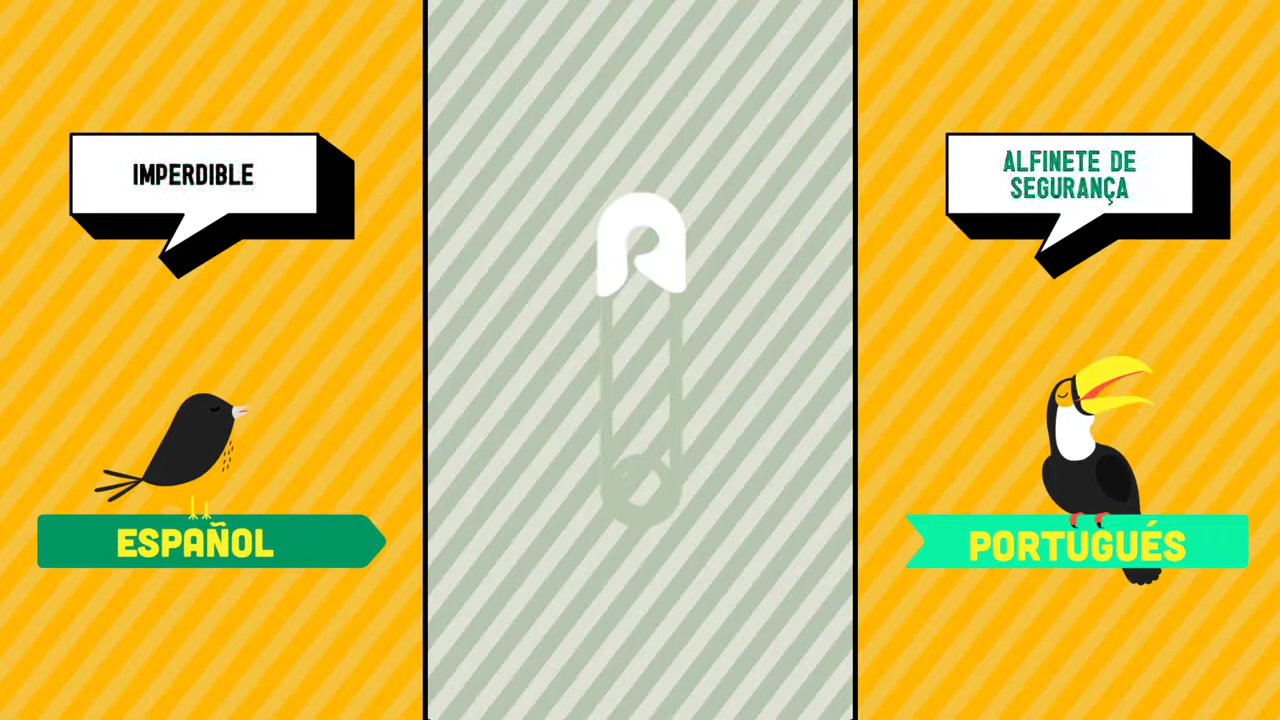 IMPERDIBLE
ALFINETE DE
SEGURANÇA
ESPAÑOL
PORTUGUÉS